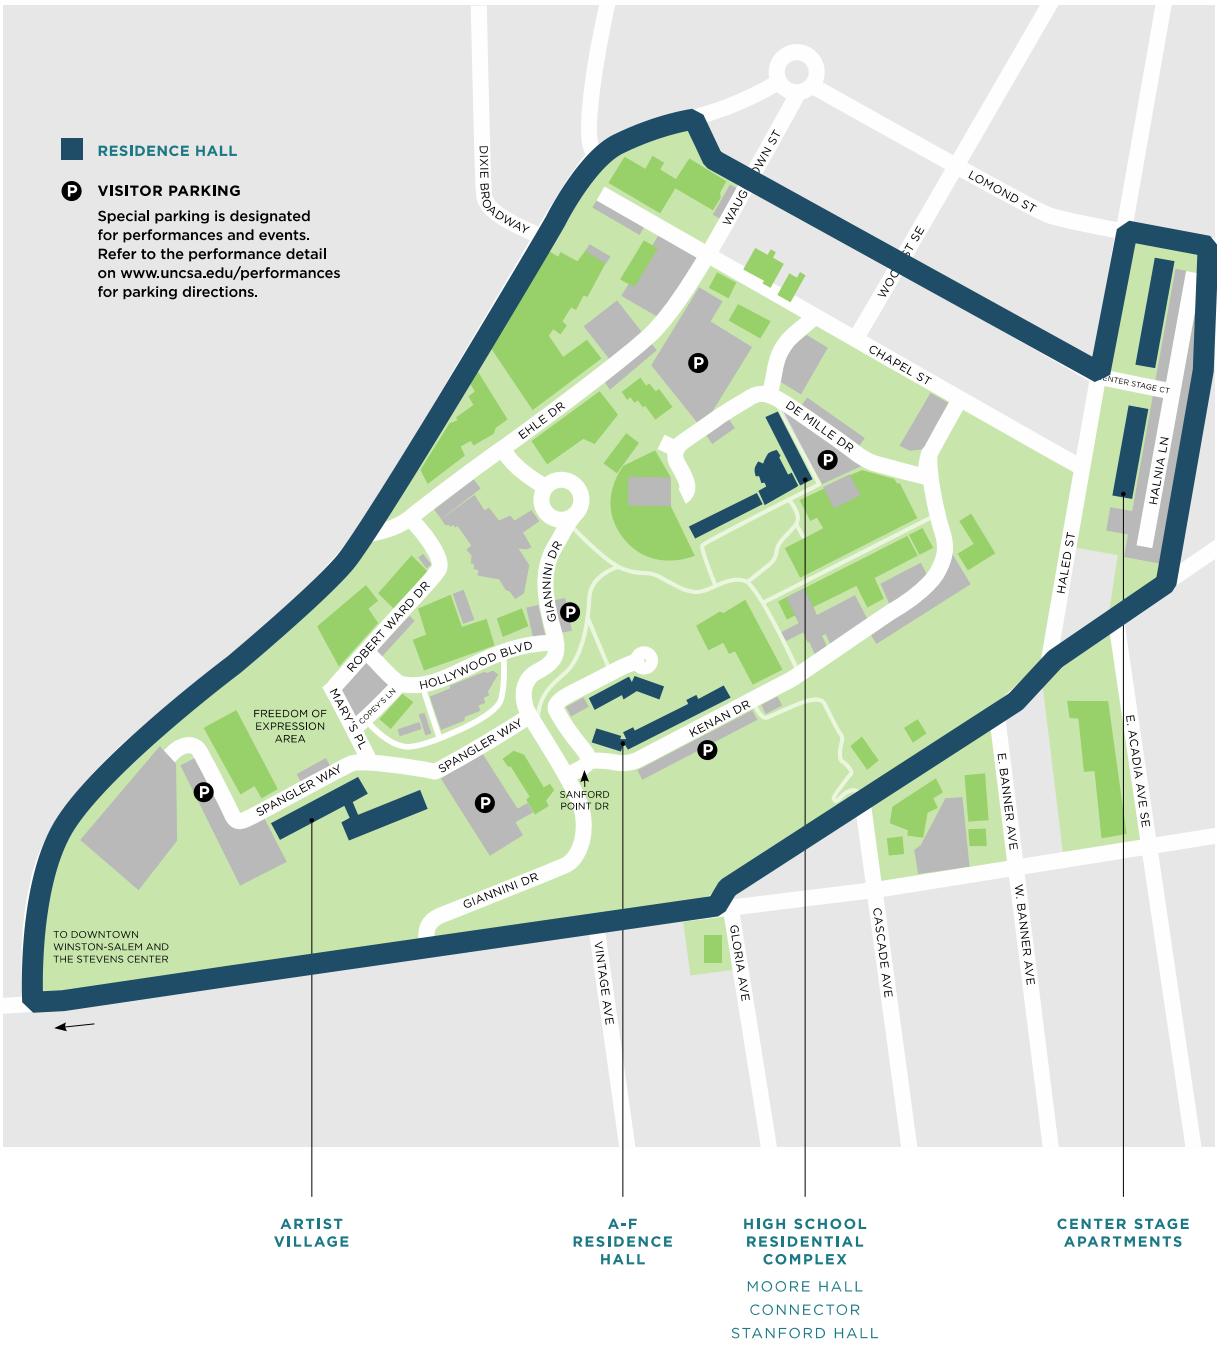 RESIDENCE HALL
P
VISITOR PARKING
Special parking is designated
for performances and events.
Refer to the performance detail
on www.uncsa.edu/performances
for parking directions.
DIXIE BROADWAY
LOMOND ST
CHAPEL ST
P
EHLE DR
DE MILLE DR
P
CENTER STAGE CT
HALNIA LN
HALED ST
GIANNINI DR
P
ROBERT WARD DR
HOLLYWOOD BLVD
MARY'S PL
COPEY'S LN
FREEDOM OF
EXPRESSION
AREA
SPANGLER WAY
KENAN DR
P
SPANGLER WAY
P
P
SANFORD
POINT DR
E. BANNER AVE
E. ACADIA AVE SE
GIANNINI DR
W. BANNER AVE
CASCADE AVE
GLORIA AVE
VINTAGE AVE
TO DOWNTOWN
WINSTON-SALEM AND
THE STEVENS CENTER
ARTIST
VILLAGE
A-F
RESIDENCE
HALL
HIGH SCHOOL
RESIDENTIAL
COMPLEX
MOORE HALL
CONNECTOR
STANFORD HALL
CENTER STAGE
APARTMENTS